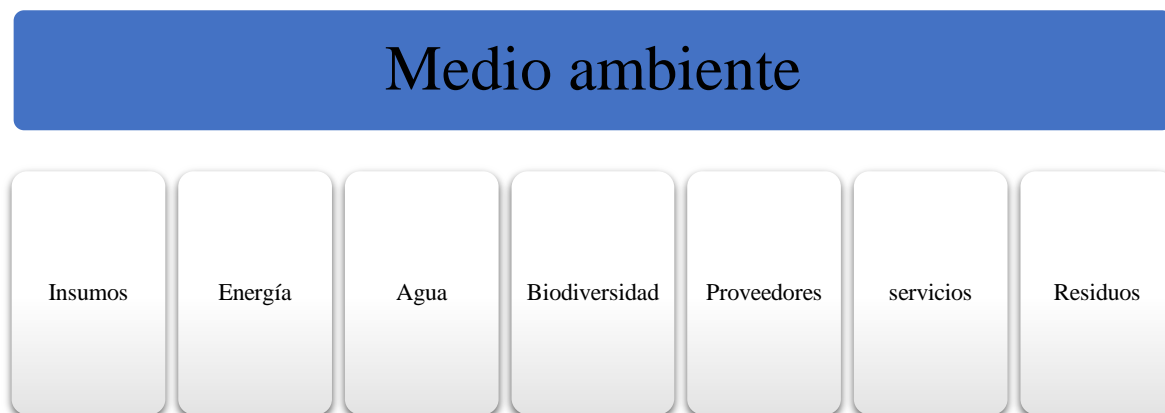 Medio ambiente
Insumos
Energía
Agua
Biodiversidad
Proveedores
servicios
Residuos